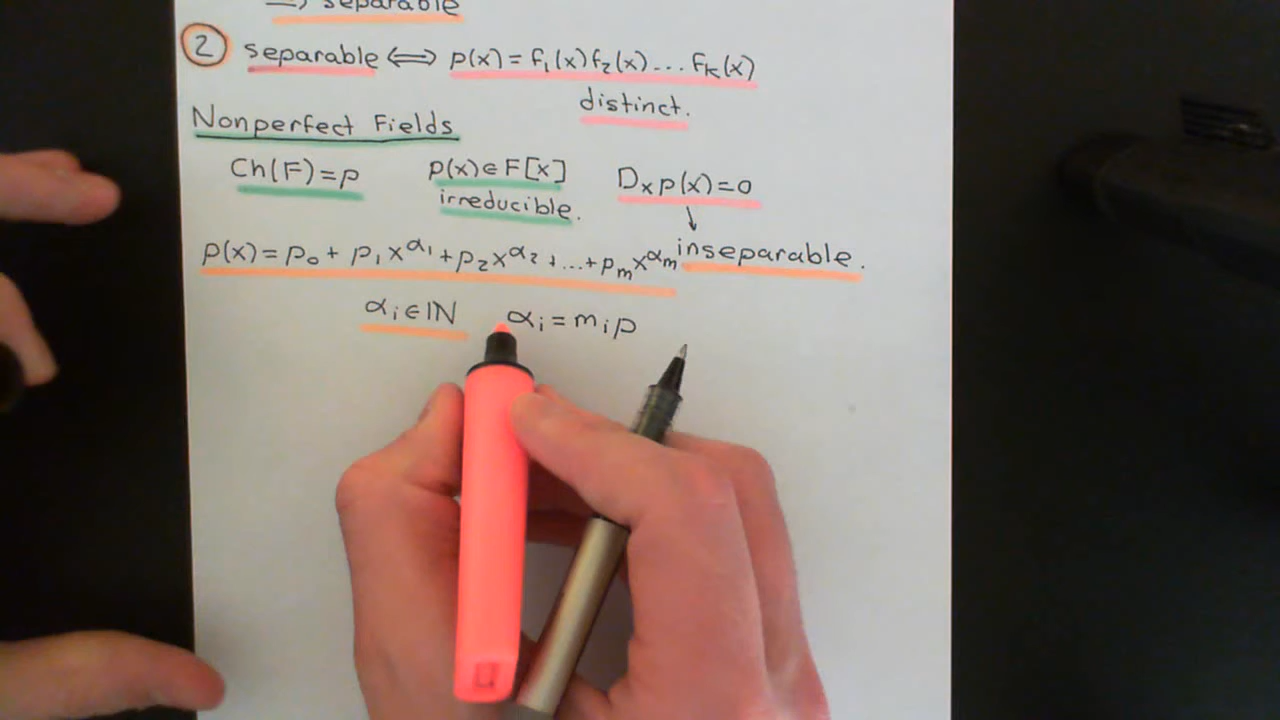 => separable
2 separable ⟺ p(x) = f₁(x)f₂(x)...fₖ(x)
distinct.
Nonperfect Fields
Ch(F)=p p(x)∈F[x] Dₓp(x)=0
irreducible. ↓
p(x)=p₀+p₁x^α₁+p₂x^α₂+...+pₘx^αₘ inseparable.
αᵢ∈ℕ αᵢ=mᵢp